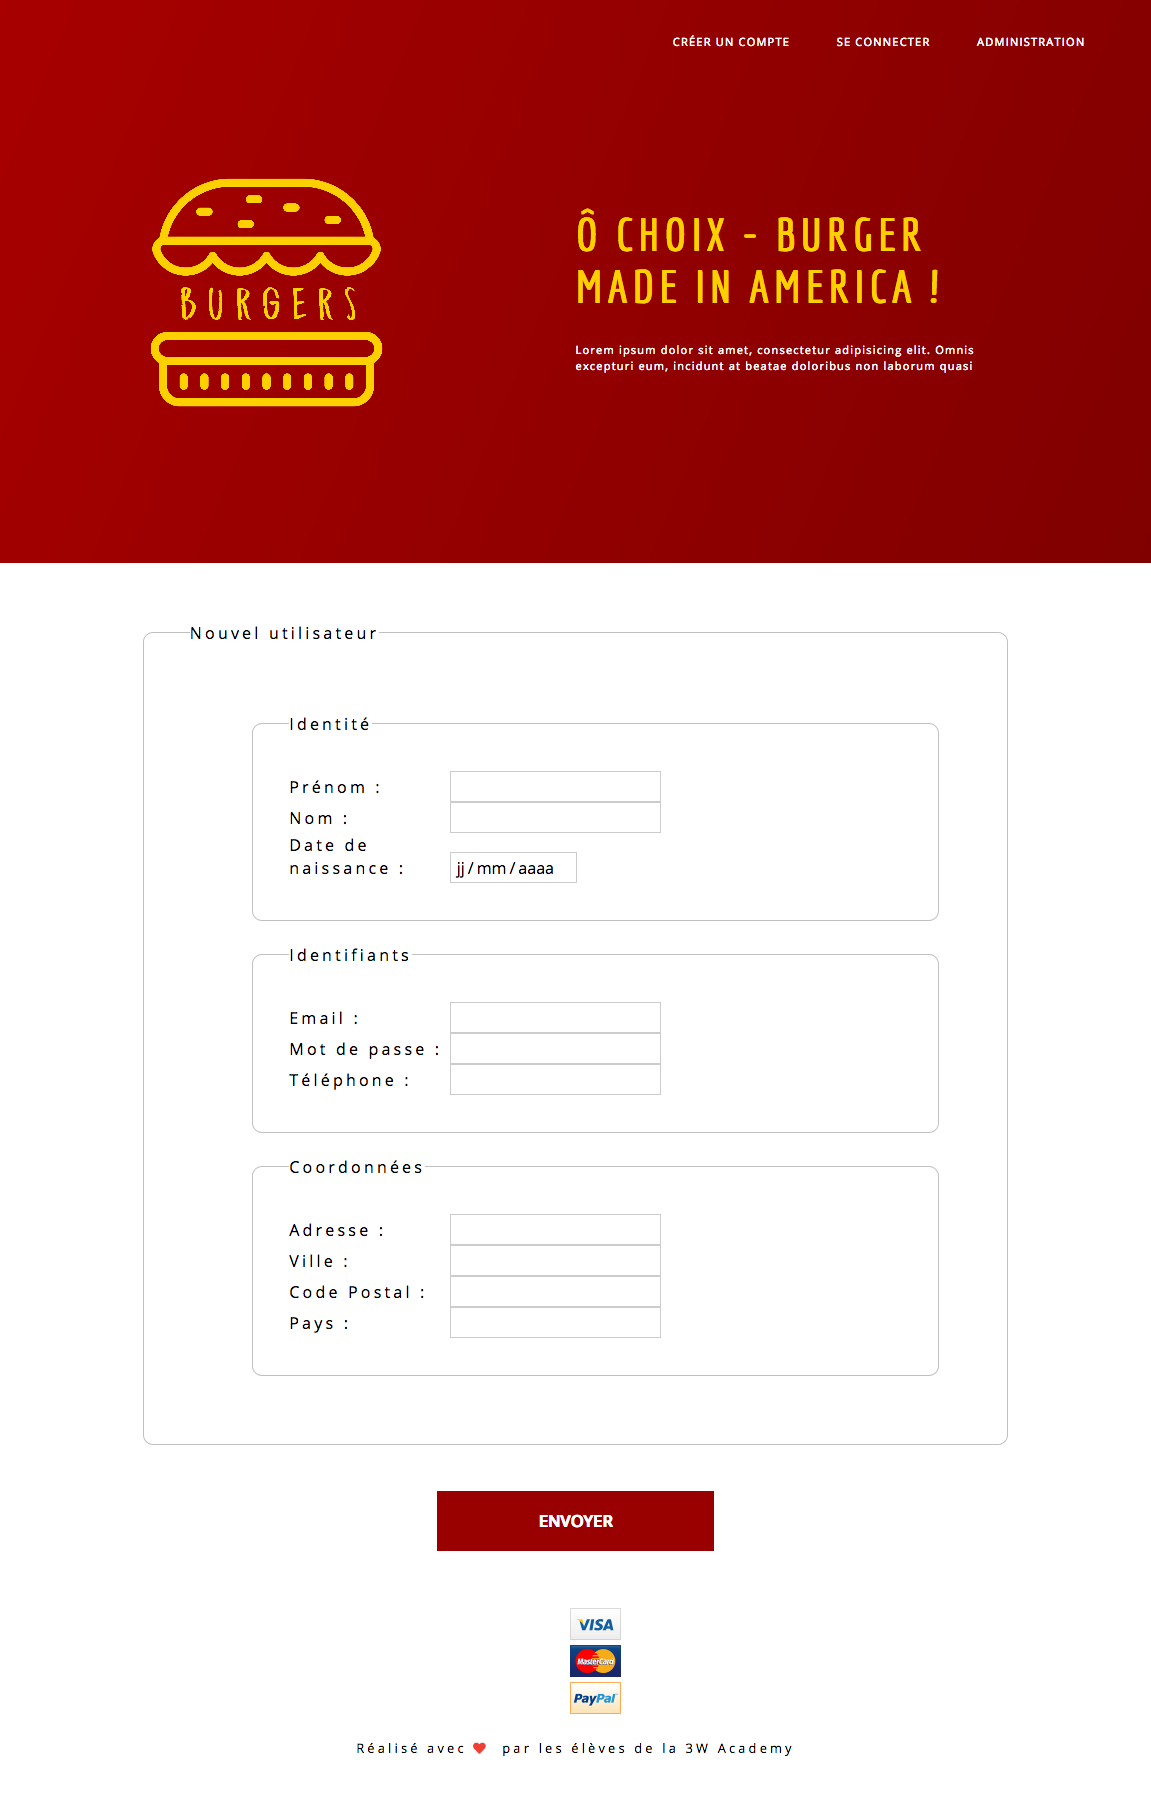 CRÉER UN COMPTE SE CONNECTER ADMINISTRATION
BURGERS
Ô CHOIX - BURGER
MADE IN AMERICA !
Lorem ipsum dolor sit amet, consectetur adipisicing elit. Omnis
excepturi eum, incidunt at beatae doloribus non laborum quasi
Nouvel utilisateur
Identité
Prénom :
Nom :
Date de
naissance : jj/mm/aaaa
Identifiants
Email :
Mot de passe :
Téléphone :
Coordonnées
Adresse :
Ville :
Code Postal :
Pays :
ENVOYER
VISA
MasterCard
PayPal
Réalisé avec ❤ par les élèves de la 3W Academy